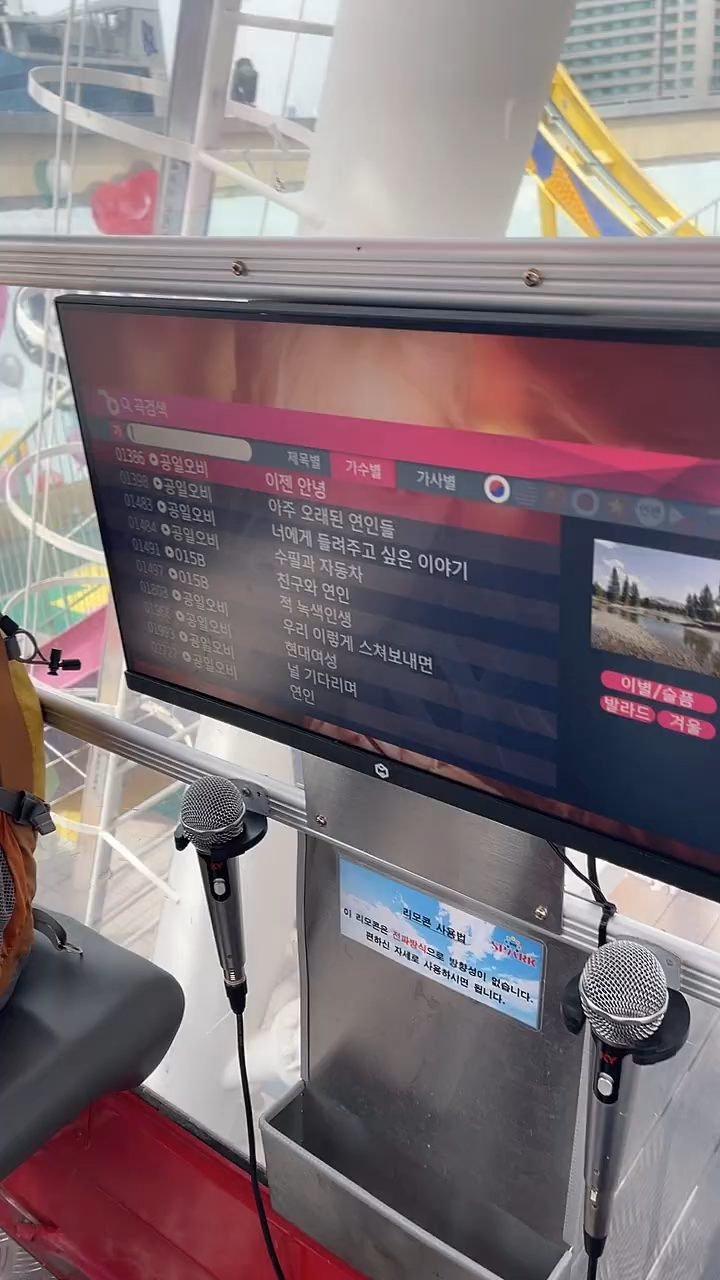 곡검색
가
제목별 가수별 가사별
01386 공일오비 이젠 안녕
01398 공일오비 아주 오래된 연인들
01483 공일오비 너에게 들려주고 싶은 이야기
01484 공일오비 수필과 자동차
01491 015B 친구와 연인
01497 015B 적 녹색인생
공일오비 우리 이렇게 스쳐보내면
공일오비 현대여성
공일오비 널 기다리며
공일오비 연인
이별/슬픔
발라드 겨울
리모콘 사용법
이 리모콘은 전파방식으로 방향성이 없습니다.
편하신 자세로 사용하시면 됩니다.
KY
KY